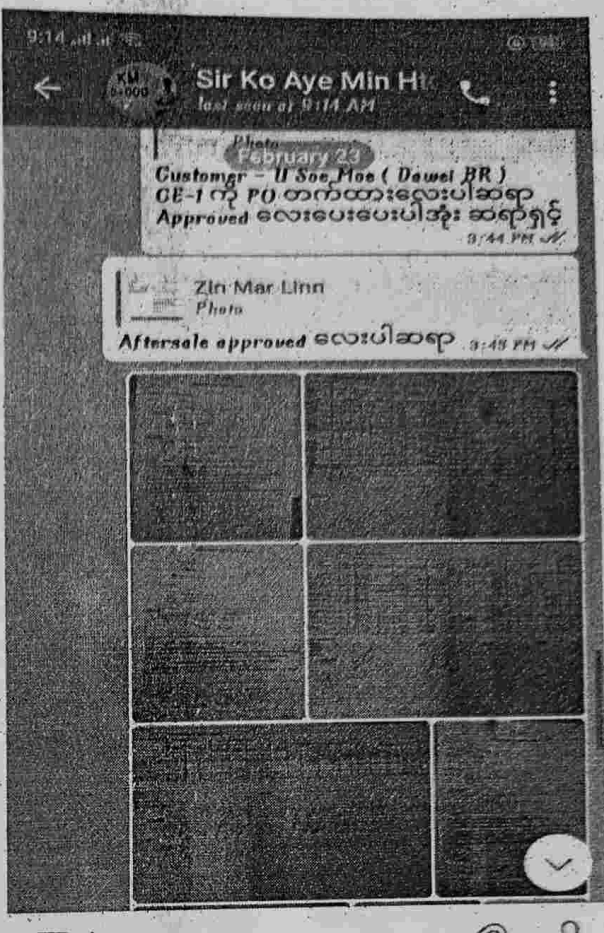 9:14
KM
Sir Ko Aye Min Ht
last seen at 9:14 AM
Photo
February 23
Customer - U Soe Moe ( Dawei BR )
CE-1 ကို PO တက်ထားလေးပါဆရာ
Approved လေးပေးပေးပါအုံး ဆရာရှင့်
3:44 PM
Zin Mar Linn
Photo
Aftersale approved လေးပါဆရာ 3:45 PM